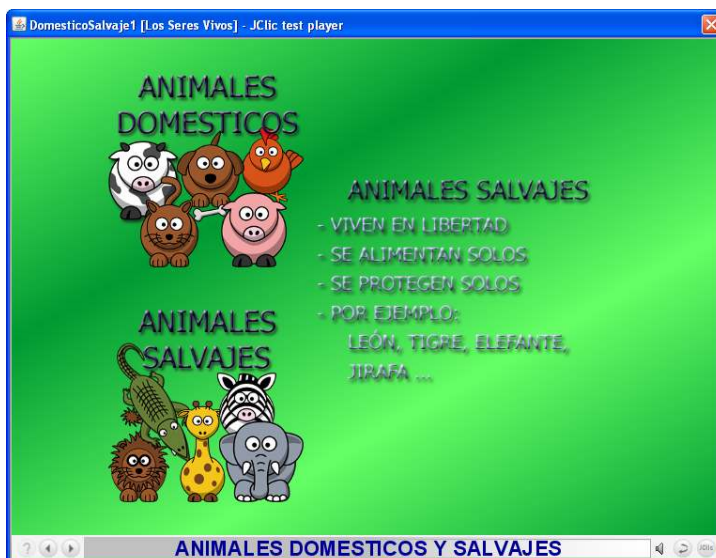 DomesticoSalvaje1 [Los Seres Vivos] - JClic test player
ANIMALES
DOMESTICOS
ANIMALES
SALVAJES
ANIMALES SALVAJES
- VIVEN EN LIBERTAD
- SE ALIMENTAN SOLOS
- SE PROTEGEN SOLOS
- POR EJEMPLO:
LEÓN, TIGRE, ELEFANTE,
JIRAFA ...
?
ANIMALES DOMESTICOS Y SALVAJES
JClic